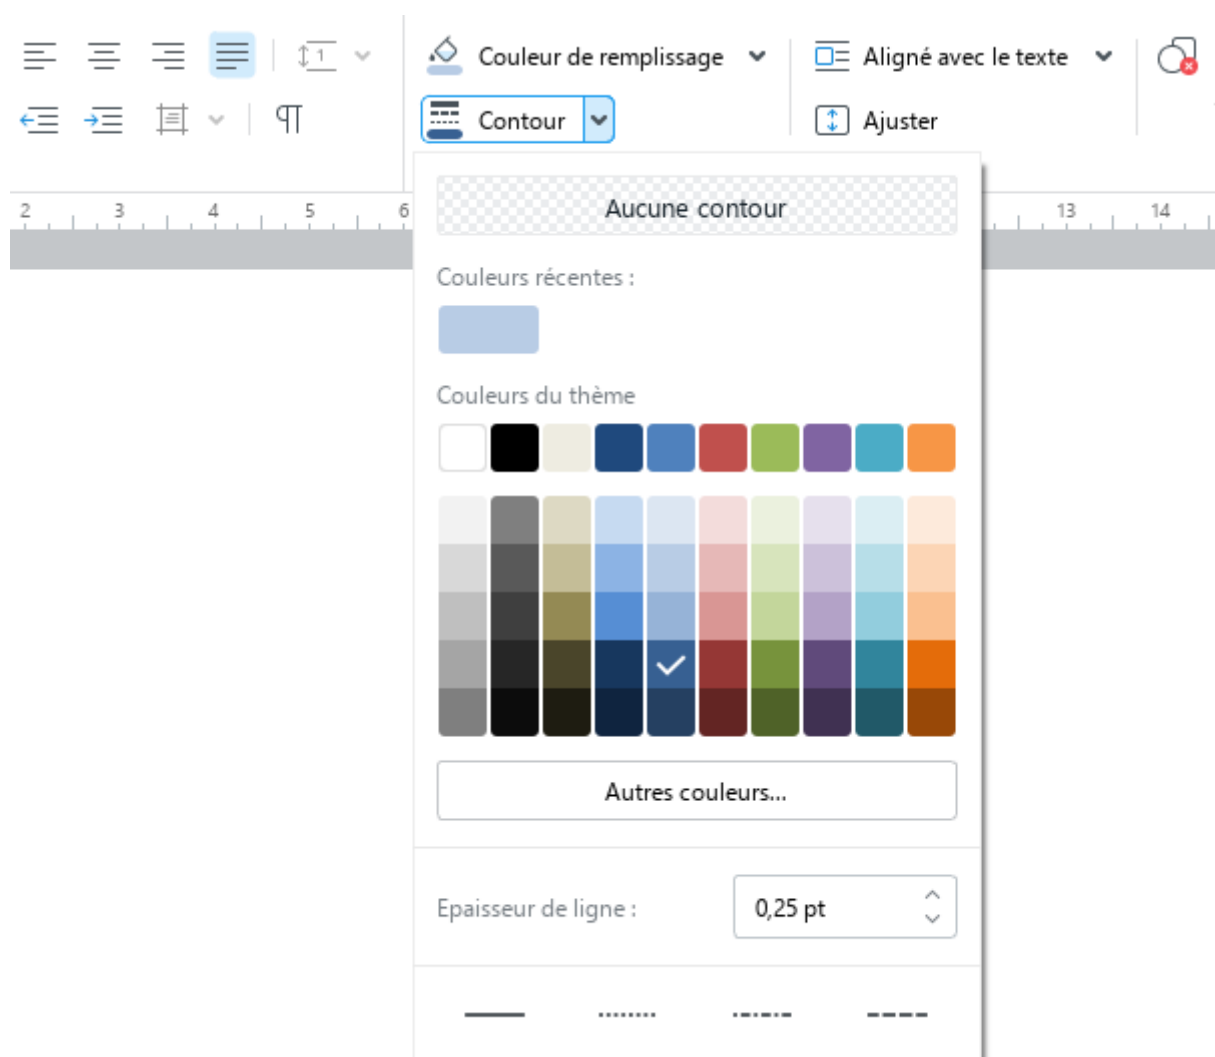 Couleur de remplissage
Aligné avec le texte
1
Contour
Ajuster
2 3 4 5 6 13 14
Aucune contour
Couleurs récentes :
Couleurs du thème
Autres couleurs...
Epaisseur de ligne :
0,25 pt